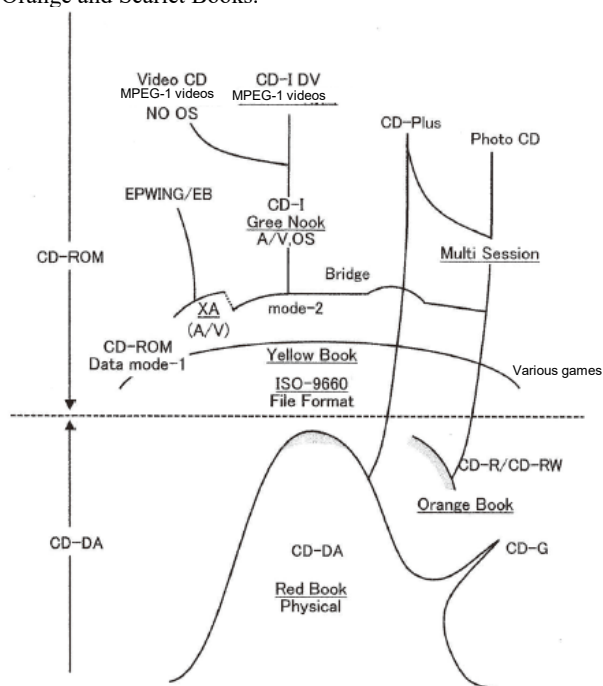 Orange and Scarlet Books.
Video CD
MPEG-1 videos
NO OS
CD-I DV
MPEG-1 videos
CD-Plus
Photo CD
EPWING/EB
CD-I
Gree Nook
A/V,OS
CD-ROM
Multi Session
Bridge
XA
(A/V)
mode-2
CD-ROM
Data mode-1
Yellow Book
Various games
ISO-9660
File Format
CD-R/CD-RW
Orange Book
CD-DA
CD-DA
CD-G
Red Book
Physical